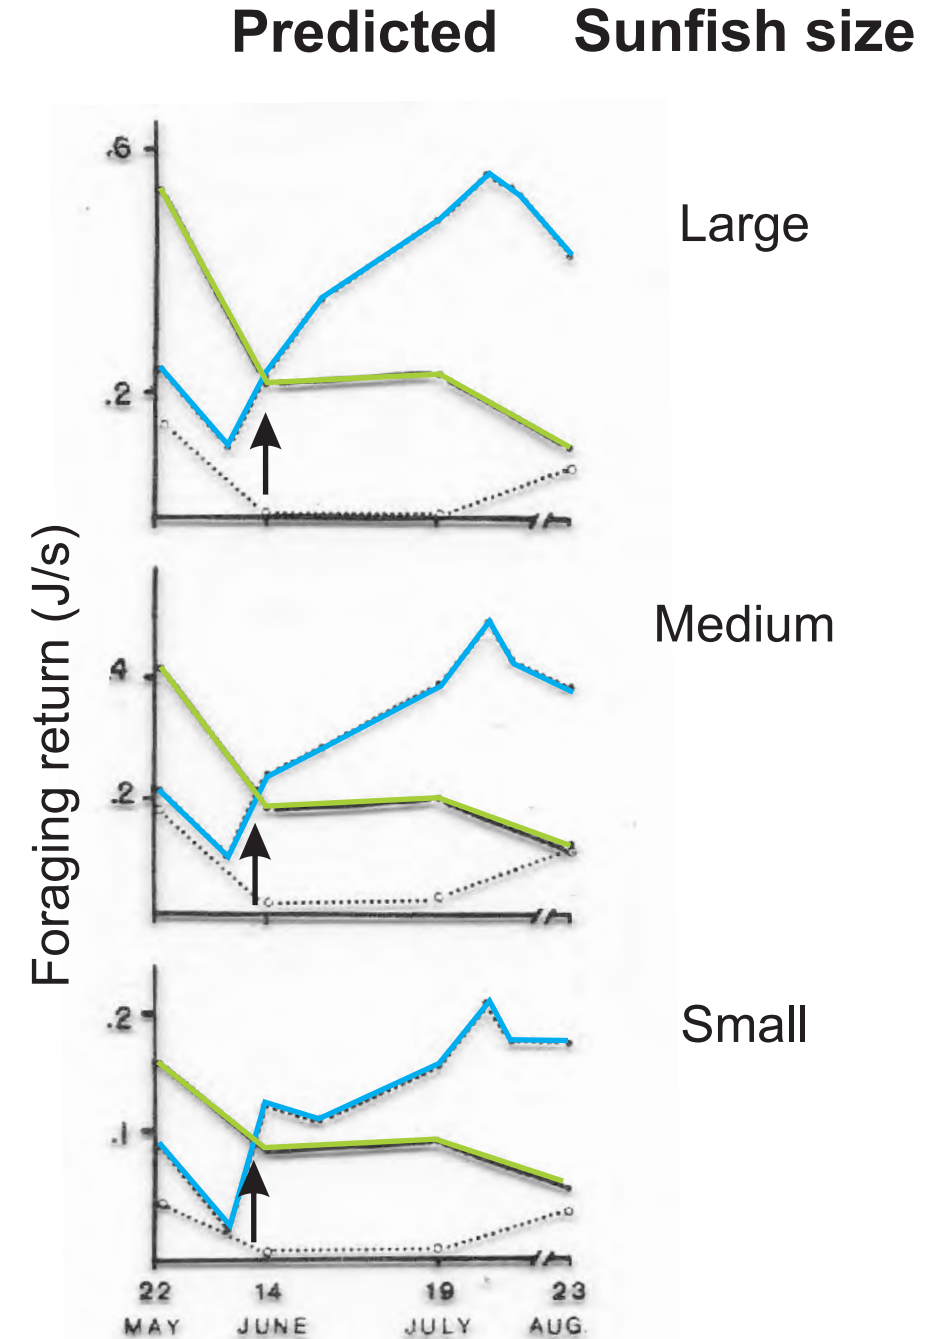 Predicted Sunfish size
.6
Large
.2
Foraging return (J/s)
Medium
.4
.2
Small
.2
.1
22 14 19 23
MAY JUNE JULY AUG.